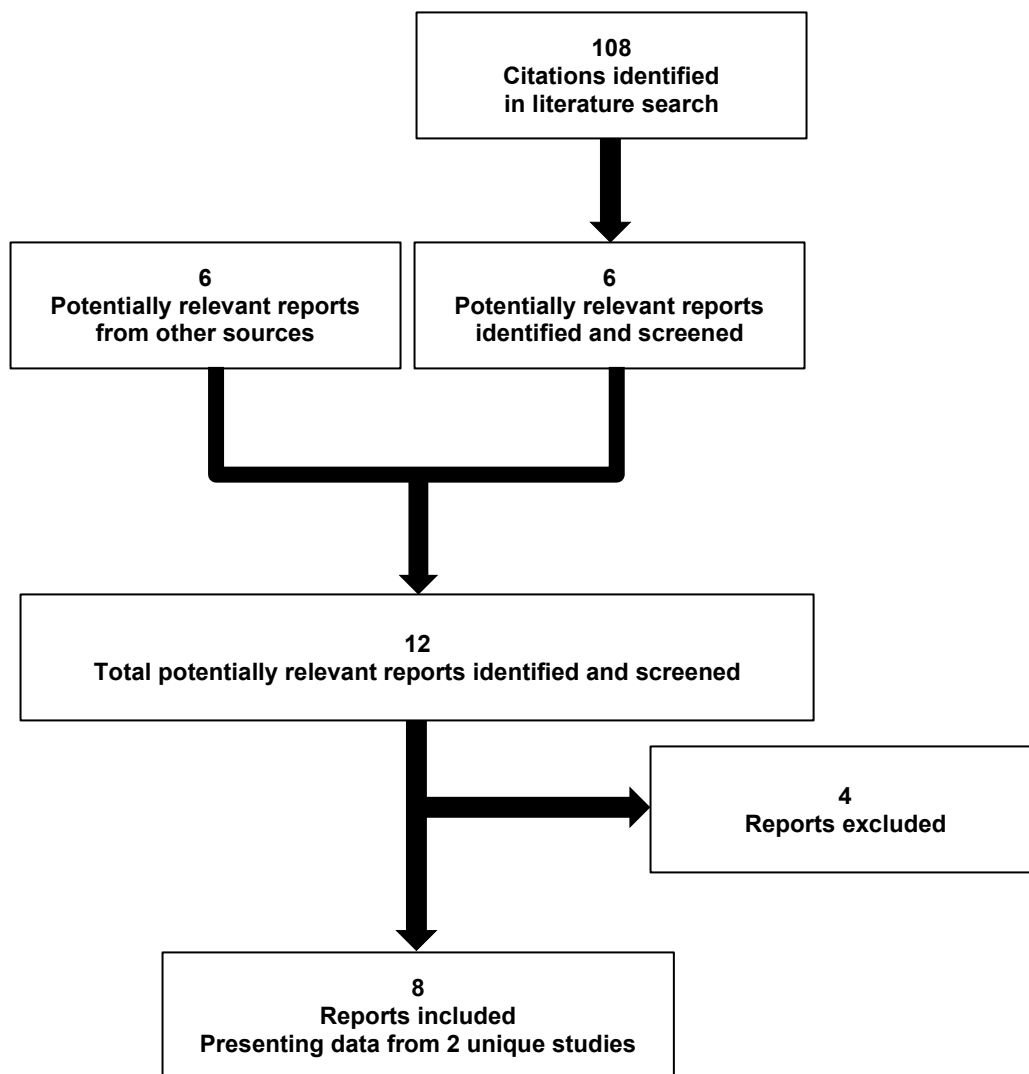 108
Citations identified
in literature search
6
Potentially relevant reports
from other sources
6
Potentially relevant reports
identified and screened
12
Total potentially relevant reports identified and screened
4
Reports excluded
8
Reports included
Presenting data from 2 unique studies